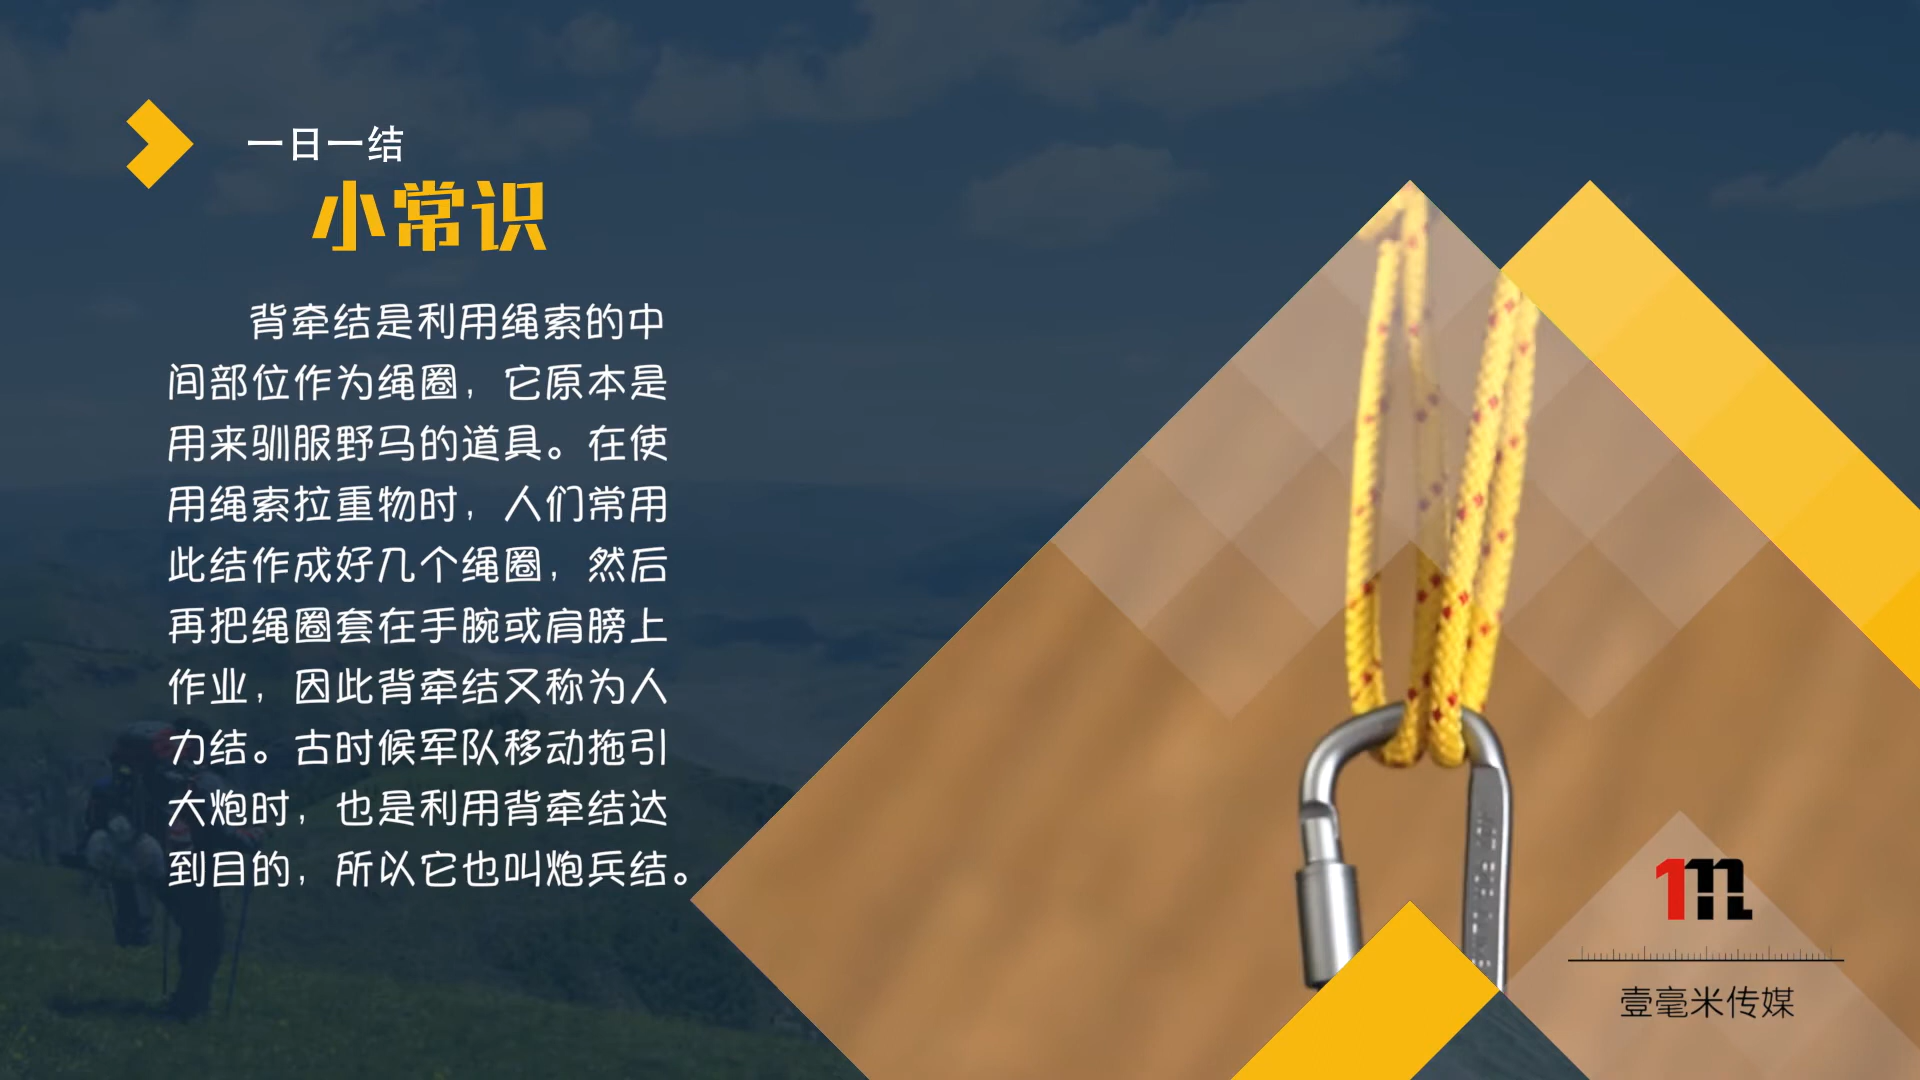 一日一结
小常识
背牵结是利用绳索的中
间部位作为绳圈，它原本是
用来驯服野马的道具。在使
用绳索拉重物时，人们常用
此结作成好几个绳圈，然后
再把绳圈套在手腕或肩膀上
作业，因此背牵结又称为人
力结。古时候军队移动拖引
大炮时，也是利用背牵结达
到目的，所以它也叫炮兵结。
1m
壹毫米传媒